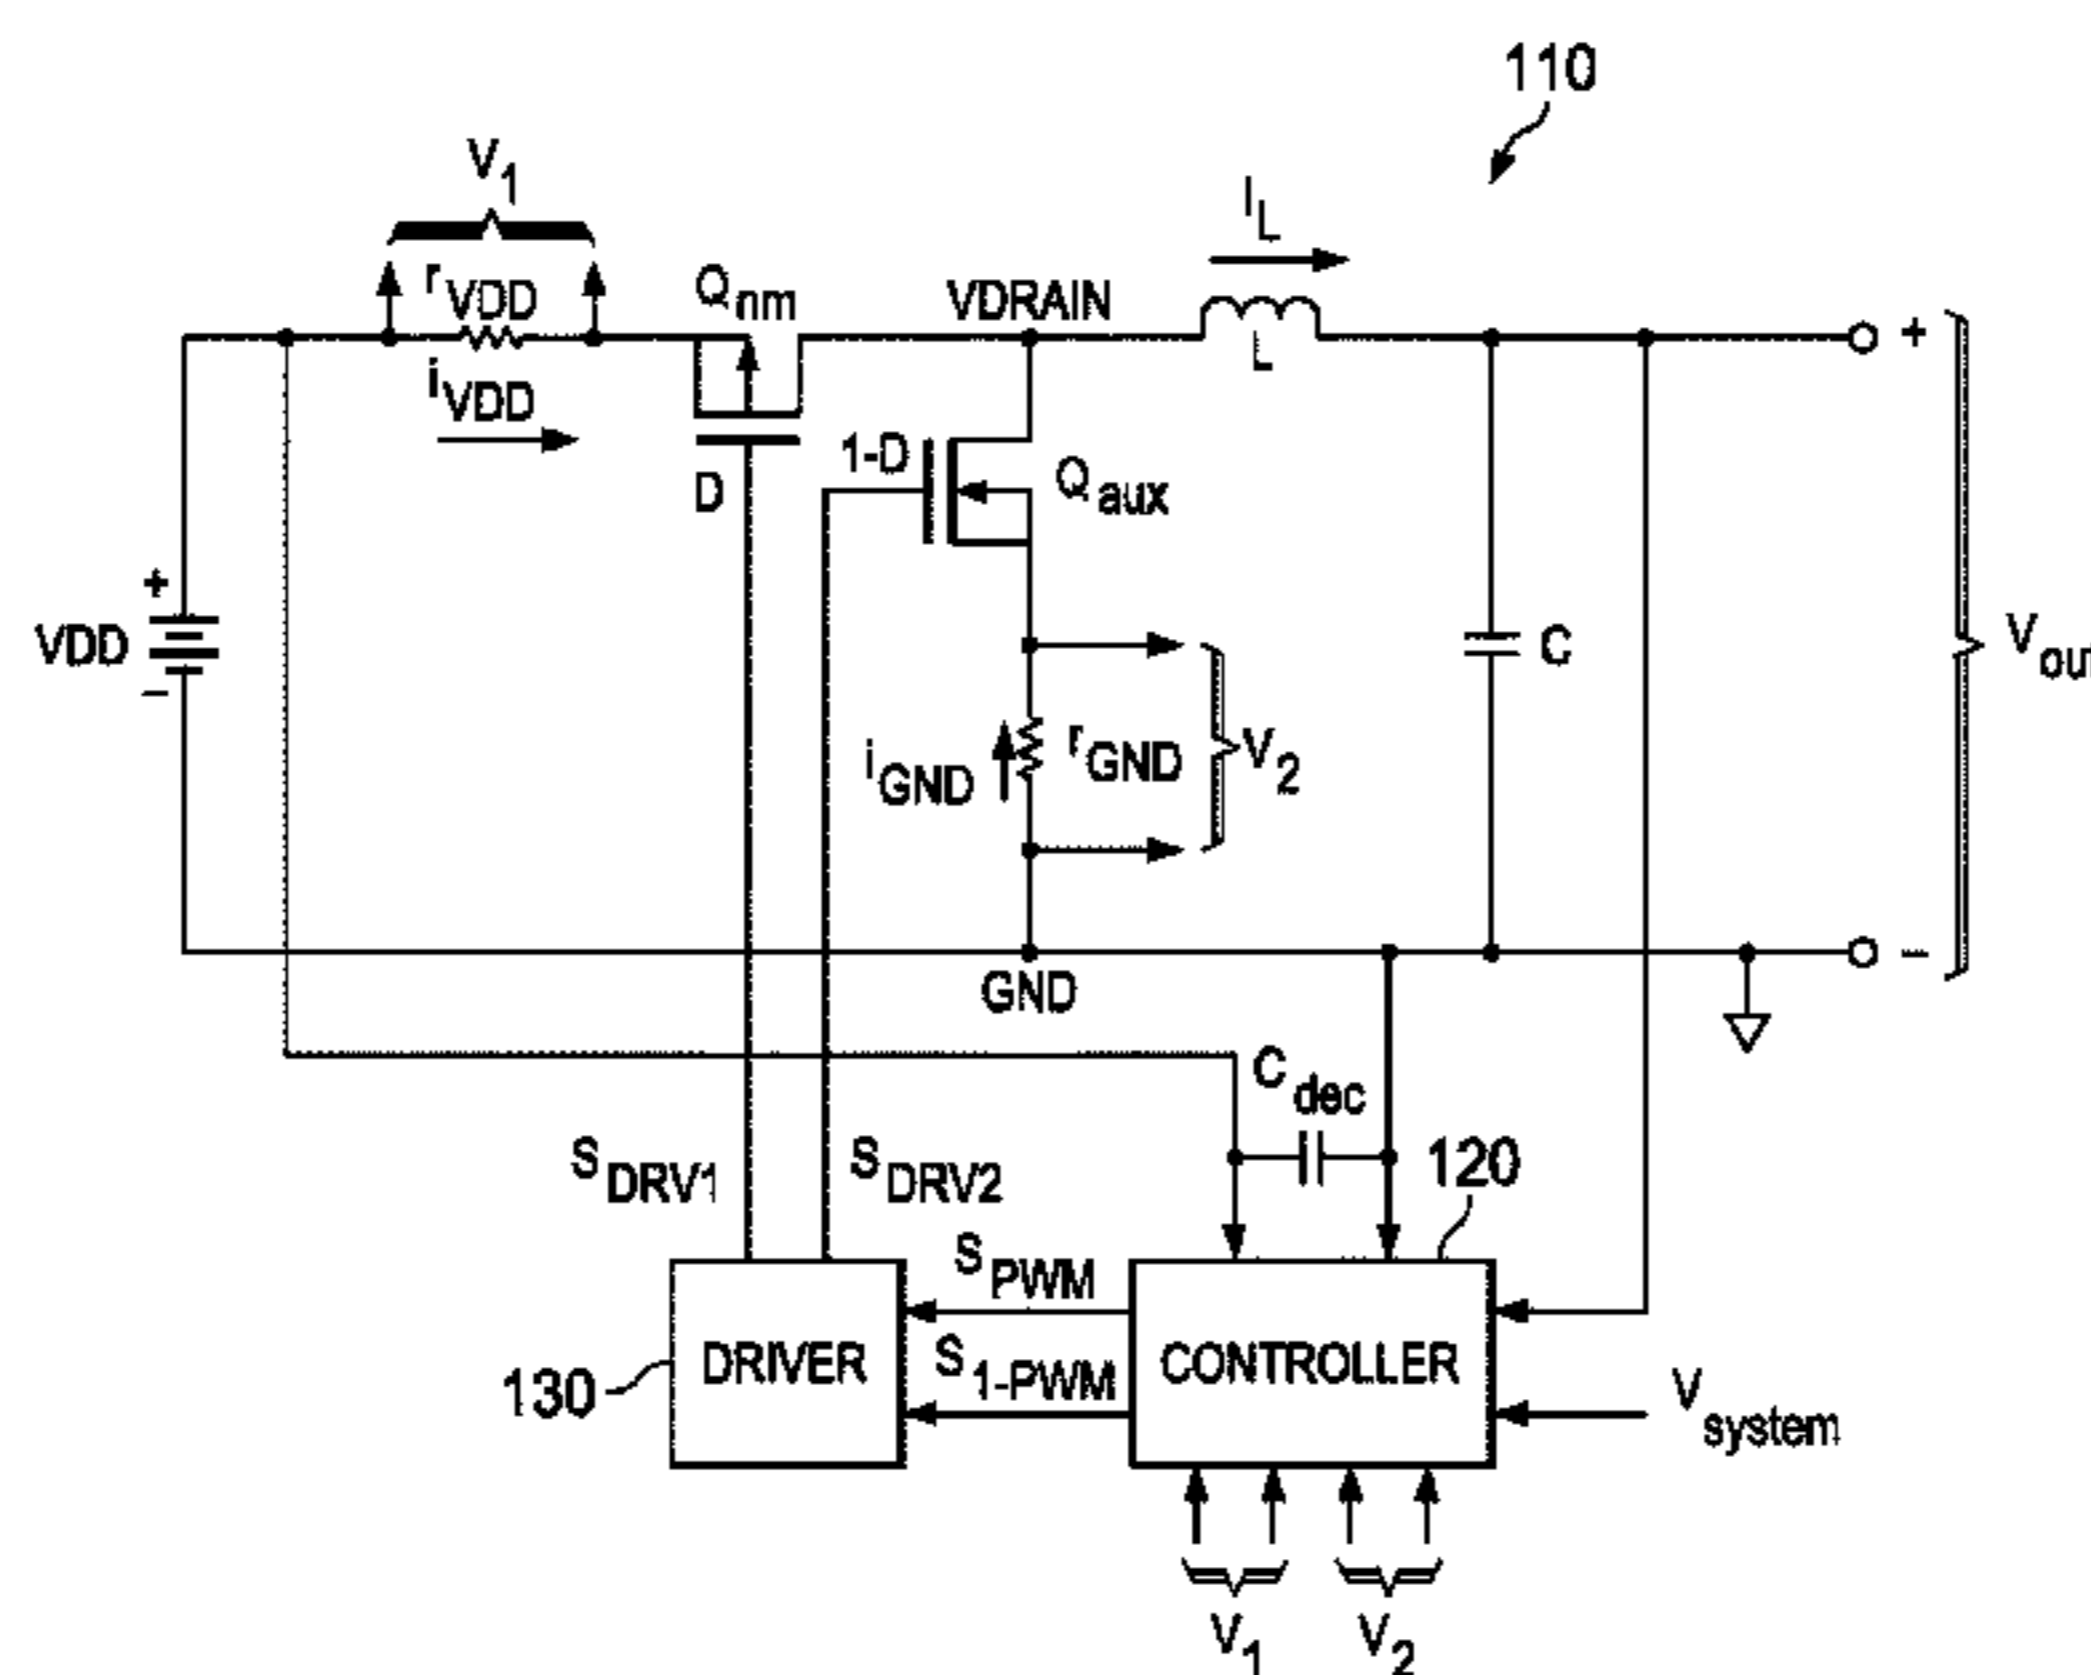 110
V1
IL
rVDD
Qnm
VDRAIN
L
iVDD
D
1-D
Qaux
+
+
VDD
−
C
Vout
iGND
rGND
V2
GND
−
Cdec
SDRV1
SDRV2
120
SPWM
DRIVER
S1-PWM
CONTROLLER
130
Vsystem
V1
V2